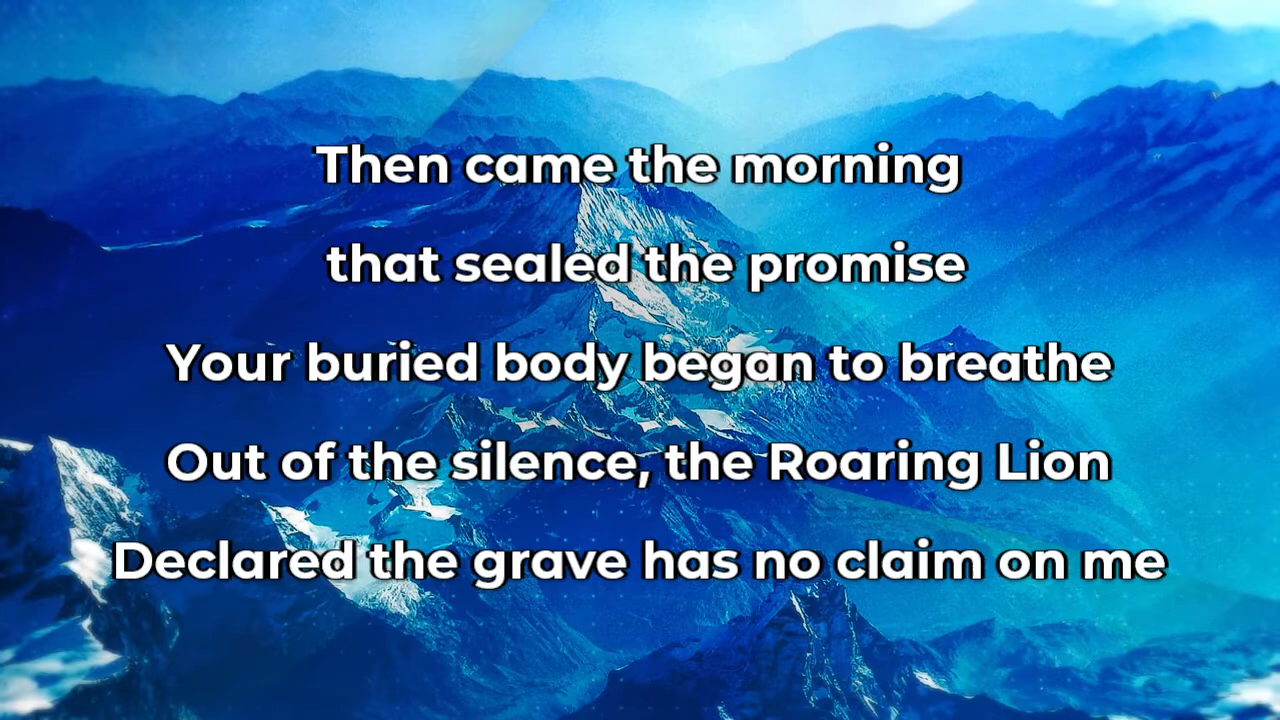 Then came the morning
that sealed the promise
Your buried body began to breathe
Out of the silence, the Roaring Lion
Declared the grave has no claim on me